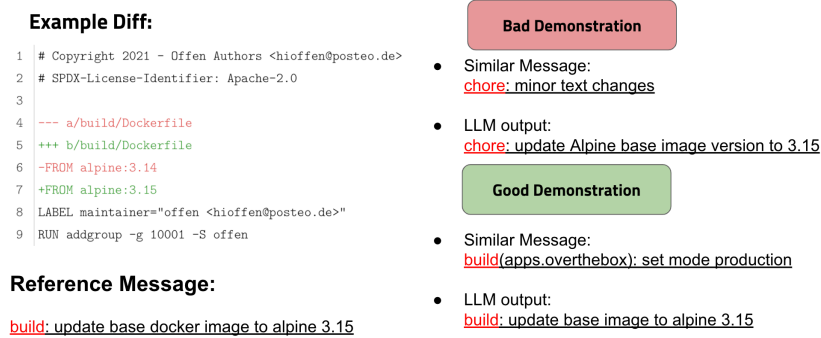 Example Diff:
1 # Copyright 2021 - Offen Authors <hioffen@posteo.de>
2 # SPDX-License-Identifier: Apache-2.0
3
4 --- a/build/Dockerfile
5 +++ b/build/Dockerfile
6 -FROM alpine:3.14
7 +FROM alpine:3.15
8 LABEL maintainer="offen <hioffen@posteo.de>"
9 RUN addgroup -g 10001 -S offen
Reference Message:
build: update base docker image to alpine 3.15
Bad Demonstration
● Similar Message:
chore: minor text changes
● LLM output:
chore: update Alpine base image version to 3.15
Good Demonstration
● Similar Message:
build(apps.overthebox): set mode production
● LLM output:
build: update base image to alpine 3.15